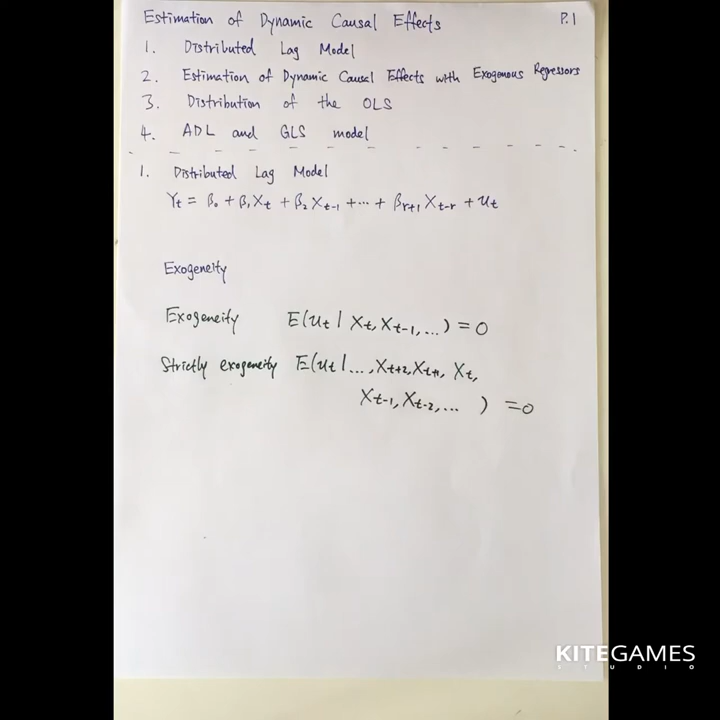 Estimation of Dynamic Causal Effects P.1
1. Distributed Lag Model
2. Estimation of Dynamic Causal Effects with Exogenous Regressors
3. Distribution of the OLS
4. ADL and GLS model
1. Distributed Lag Model
Yₜ = β₀ + β₁Xₜ + β₂Xₜ₋₁ + ... + βᵣ₊₁Xₜ₋ᵣ + uₜ
Exogeneity
Exogeneity E(uₜ | Xₜ, Xₜ₋₁, ...) = 0
Strictly exogeneity E(uₜ | ..., Xₜ₊₂, Xₜ₊₁, Xₜ,
Xₜ₋₁, Xₜ₋₂, ... ) = 0
KITEGAMES
STUDIO